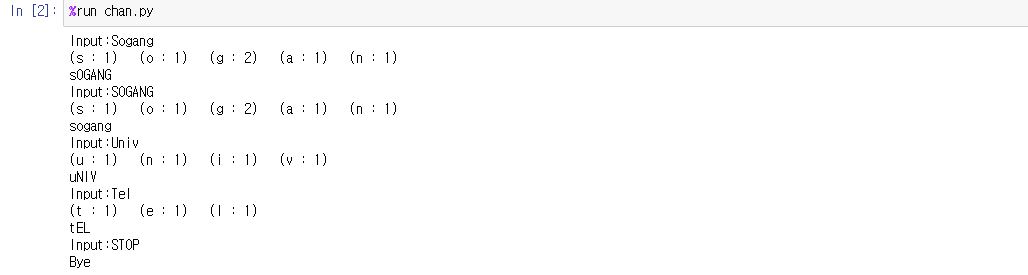 In [2]: %run chan.py
Input:Sogang
(s : 1) (o : 1) (g : 2) (a : 1) (n : 1)
sOGANG
Input:SOGANG
(s : 1) (o : 1) (g : 2) (a : 1) (n : 1)
sogang
Input:Univ
(u : 1) (n : 1) (i : 1) (v : 1)
uNIV
Input:Tel
(t : 1) (e : 1) (l : 1)
tEL
Input:STOP
Bye